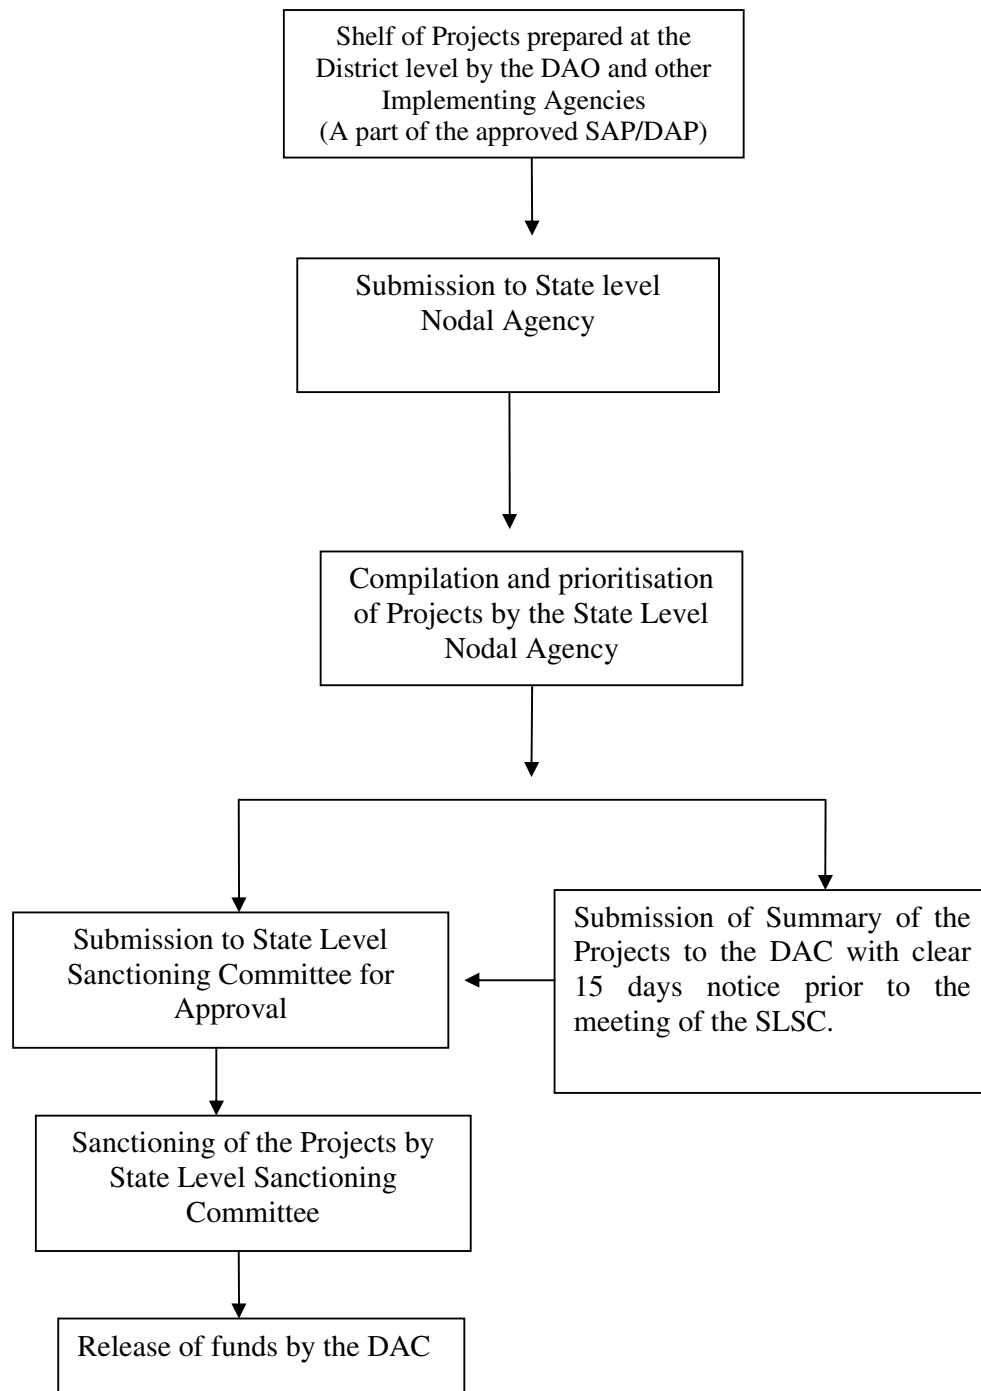 Shelf of Projects prepared at the
District level by the DAO and other
Implementing Agencies
(A part of the approved SAP/DAP)
Submission to State level
Nodal Agency
Compilation and prioritisation
of Projects by the State Level
Nodal Agency
Submission to State Level
Sanctioning Committee for
Approval
Submission of Summary of the
Projects to the DAC with clear
15 days notice prior to the
meeting of the SLSC.
Sanctioning of the Projects by
State Level Sanctioning
Committee
Release of funds by the DAC